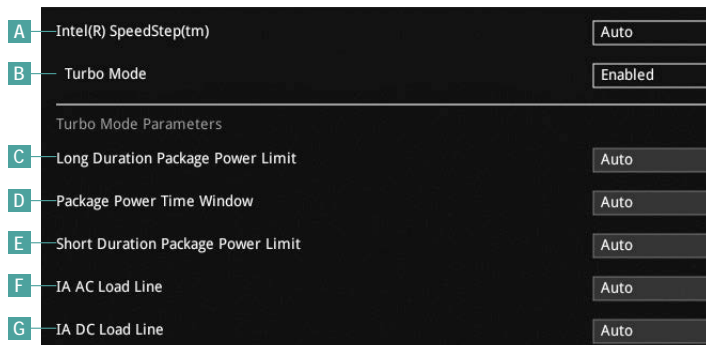 A Intel(R) SpeedStep(tm) Auto
B Turbo Mode Enabled
Turbo Mode Parameters
C Long Duration Package Power Limit Auto
D Package Power Time Window Auto
E Short Duration Package Power Limit Auto
F IA AC Load Line Auto
G IA DC Load Line Auto